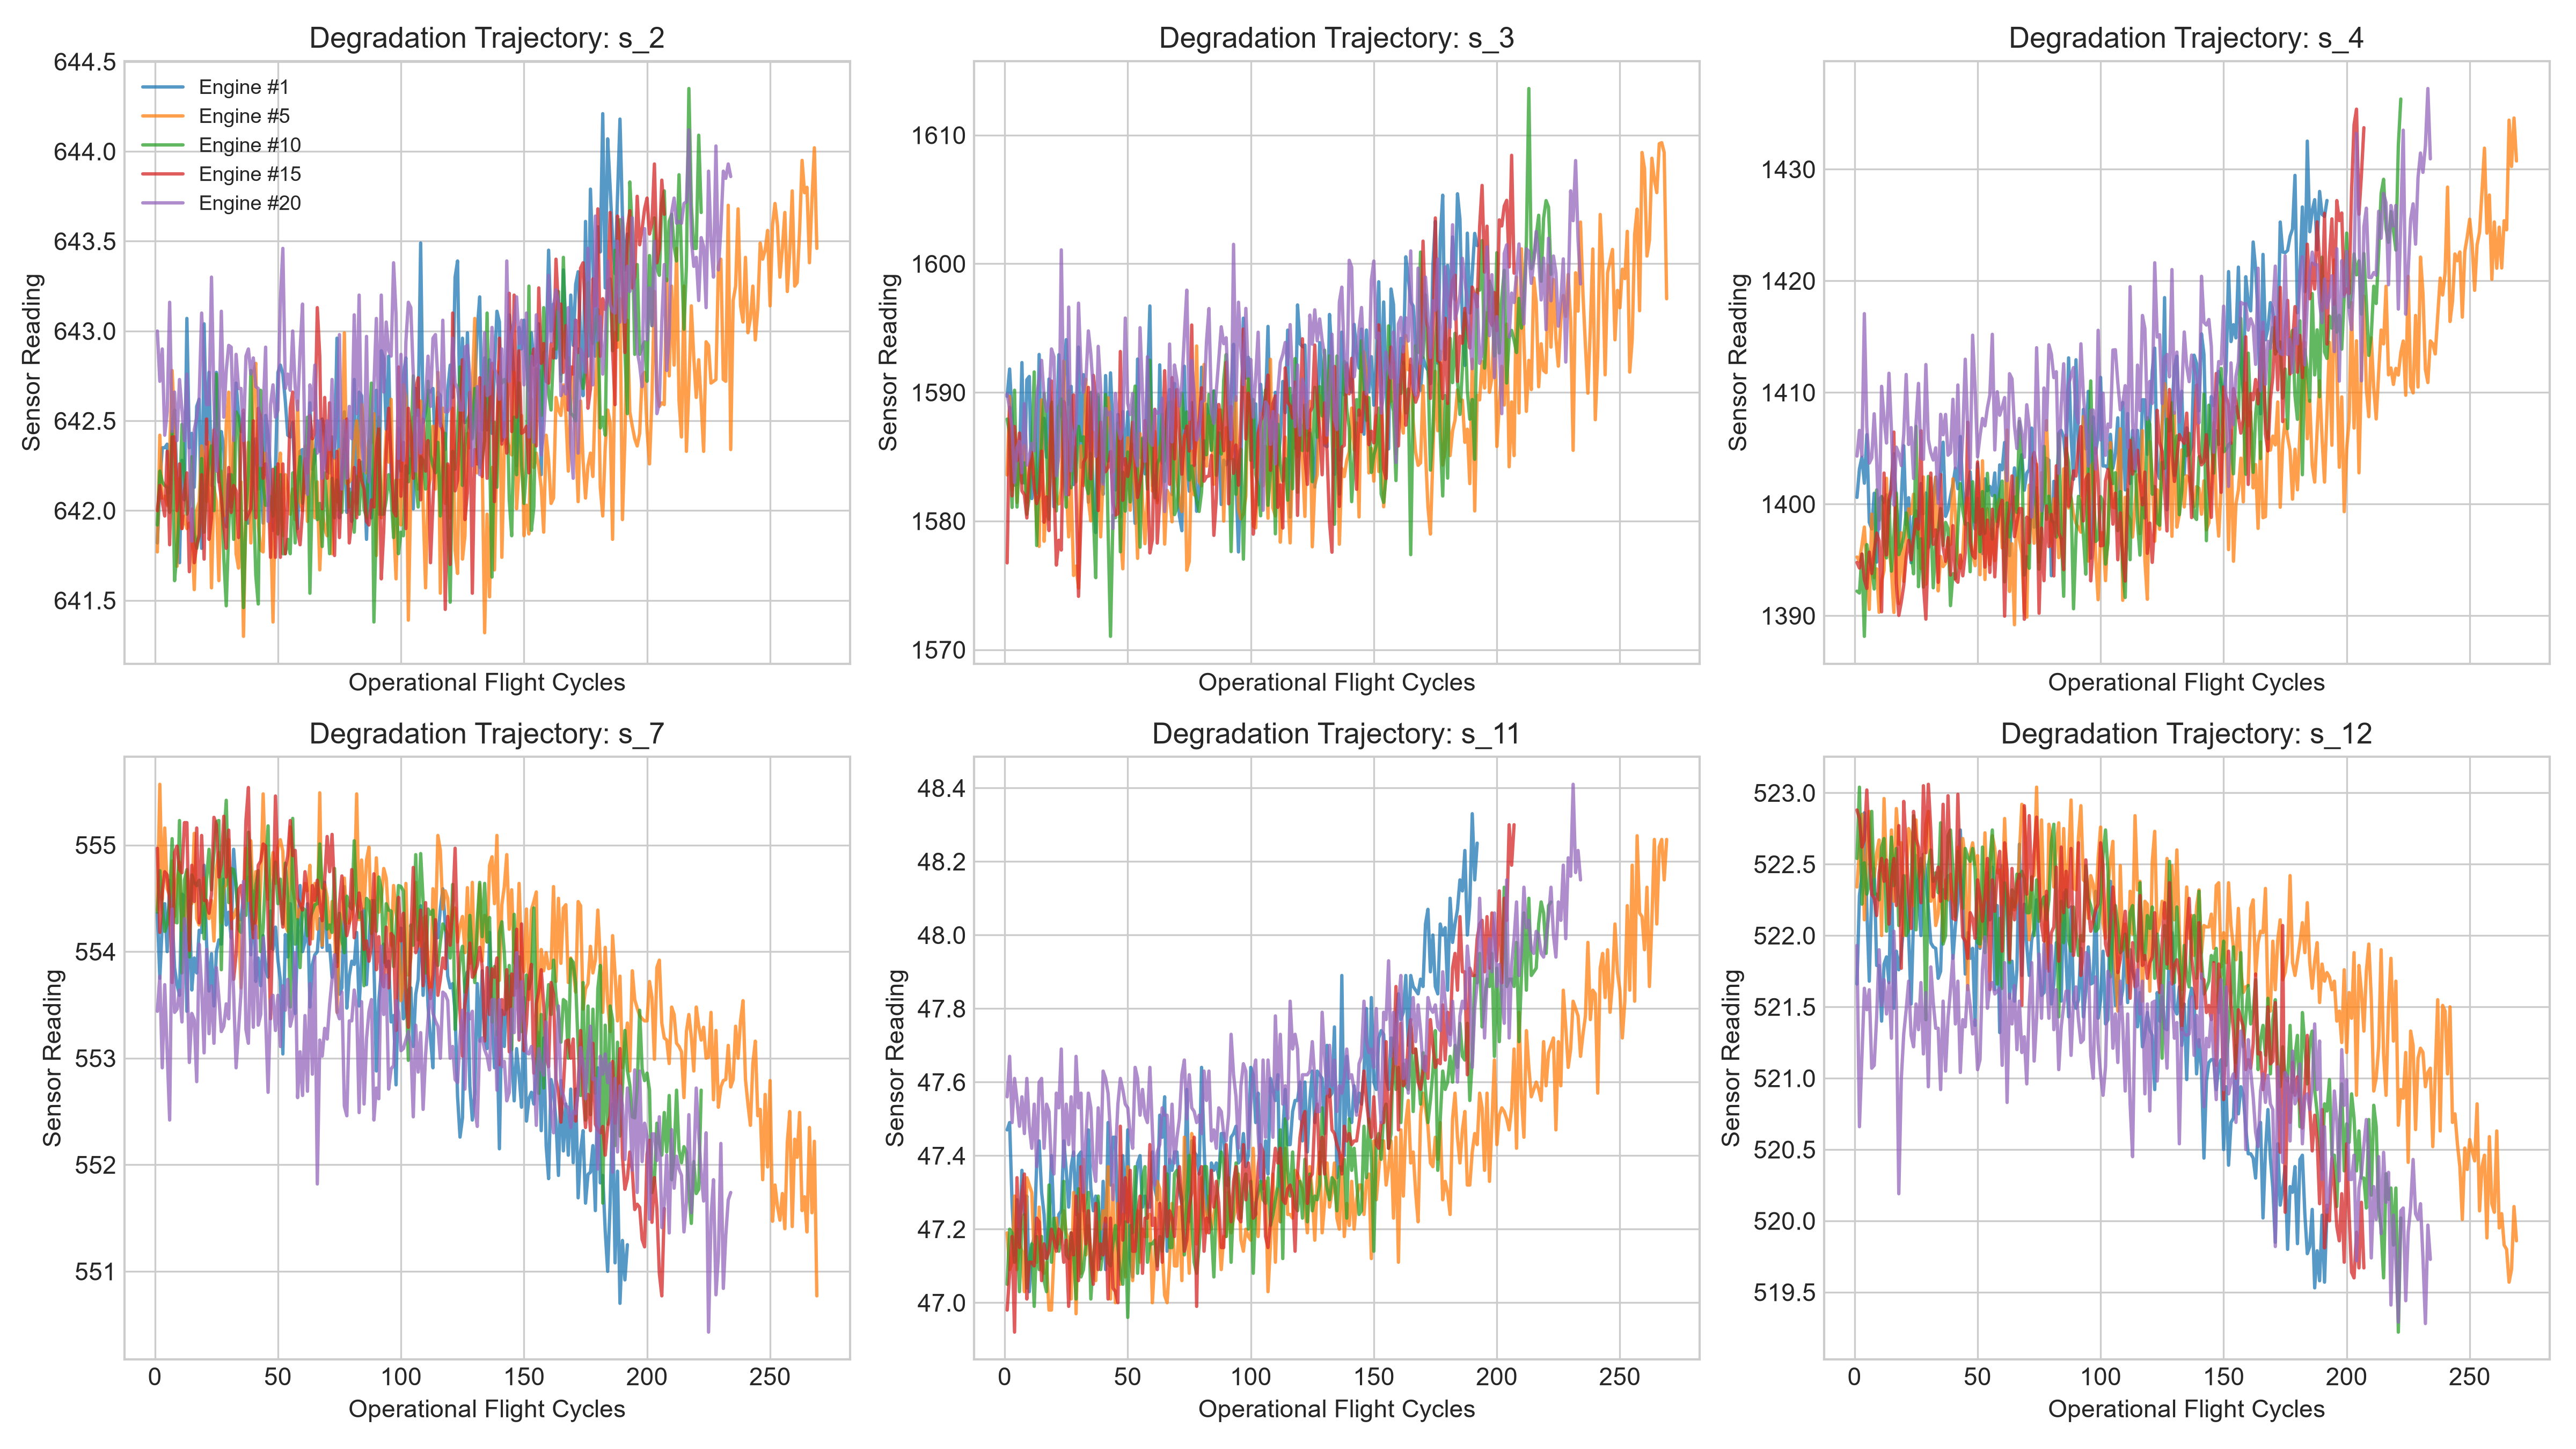 Degradation Trajectory: s_2
644.5
644.0
643.5
643.0
642.5
642.0
641.5
Sensor Reading
Engine #1
Engine #5
Engine #10
Engine #15
Engine #20
Operational Flight Cycles
Degradation Trajectory: s_3
1610
1600
1590
1580
1570
Sensor Reading
Operational Flight Cycles
Degradation Trajectory: s_4
1430
1420
1410
1400
1390
Sensor Reading
Operational Flight Cycles
Degradation Trajectory: s_7
555
554
553
552
551
Sensor Reading
0 50 100 150 200 250
Operational Flight Cycles
Degradation Trajectory: s_11
48.4
48.2
48.0
47.8
47.6
47.4
47.2
47.0
Sensor Reading
0 50 100 150 200 250
Operational Flight Cycles
Degradation Trajectory: s_12
523.0
522.5
522.0
521.5
521.0
520.5
520.0
519.5
Sensor Reading
0 50 100 150 200 250
Operational Flight Cycles